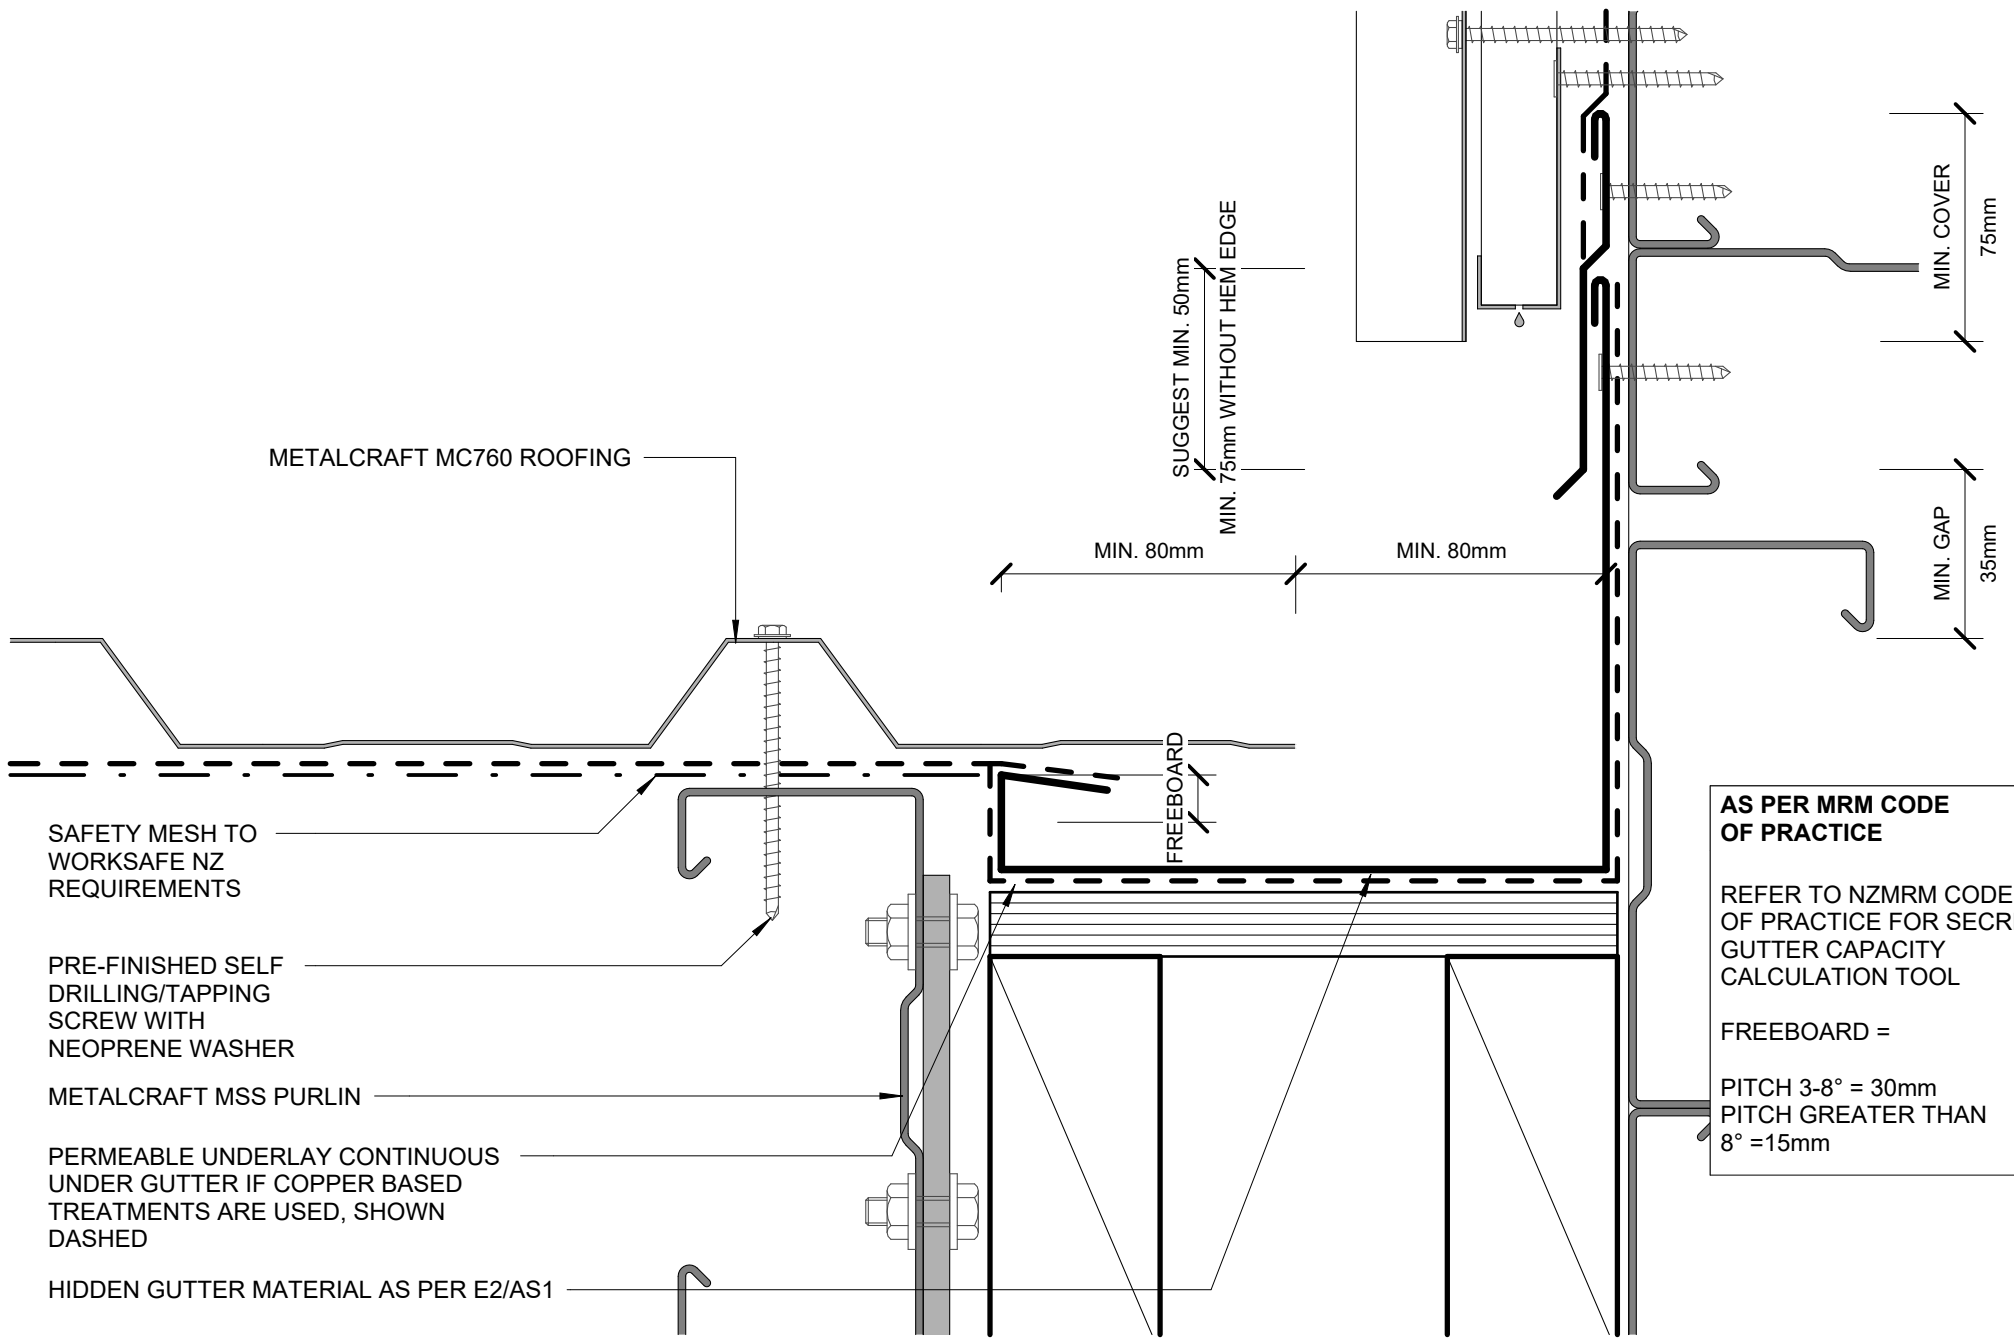 MIN. COVER
75mm
SUGGEST MIN. 50mm
MIN. 75mm WITHOUT HEM EDGE
METALCRAFT MC760 ROOFING
MIN. 80mm
MIN. 80mm
MIN. GAP
35mm
FREEBOARD
SAFETY MESH TO
WORKSAFE NZ
REQUIREMENTS
PRE-FINISHED SELF
DRILLING/TAPPING
SCREW WITH
NEOPRENE WASHER
METALCRAFT MSS PURLIN
PERMEABLE UNDERLAY CONTINUOUS
UNDER GUTTER IF COPPER BASED
TREATMENTS ARE USED, SHOWN
DASHED
HIDDEN GUTTER MATERIAL AS PER E2/AS1
AS PER MRM CODE
OF PRACTICE
REFER TO NZMRM CODE
OF PRACTICE FOR SECR
GUTTER CAPACITY
CALCULATION TOOL
FREEBOARD =
PITCH 3-8° = 30mm
PITCH GREATER THAN
8° =15mm